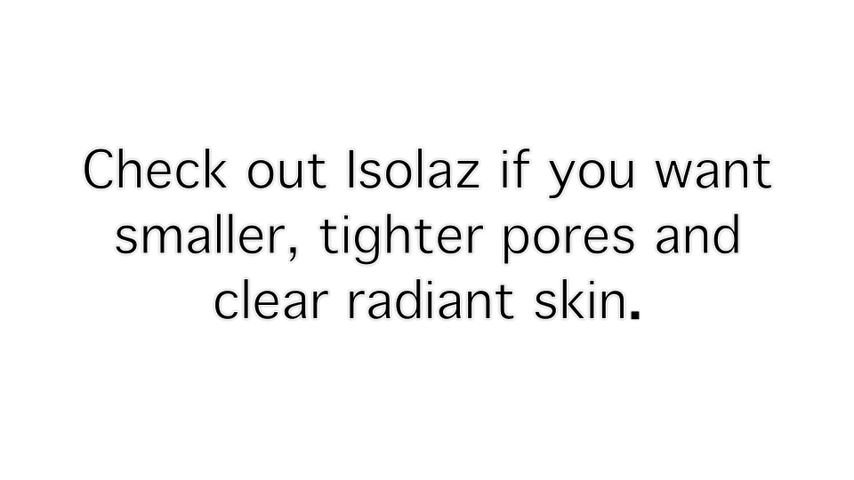 Check out Isolaz if you want
smaller, tighter pores and
clear radiant skin.